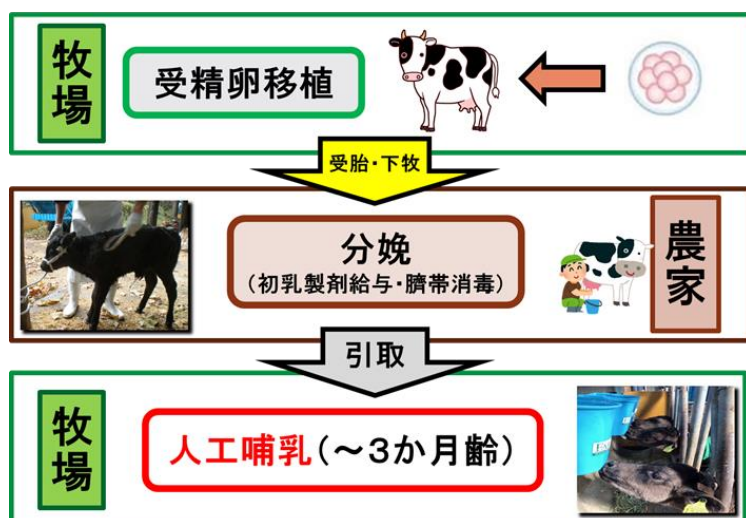 牧場
受精卵移植
受胎・下牧
分娩
(初乳製剤給与・臍帯消毒)
農家
引取
牧場
人工哺乳(～3か月齢)